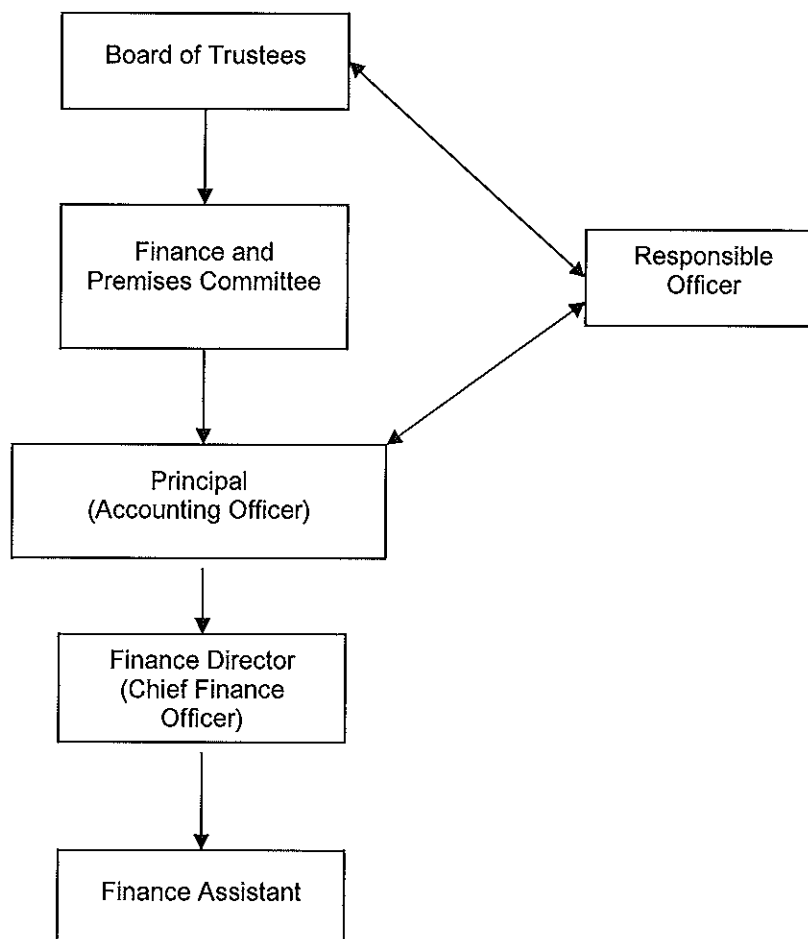 Board of Trustees
Finance and
Premises Committee
Responsible
Officer
Principal
(Accounting Officer)
Finance Director
(Chief Finance
Officer)
Finance Assistant